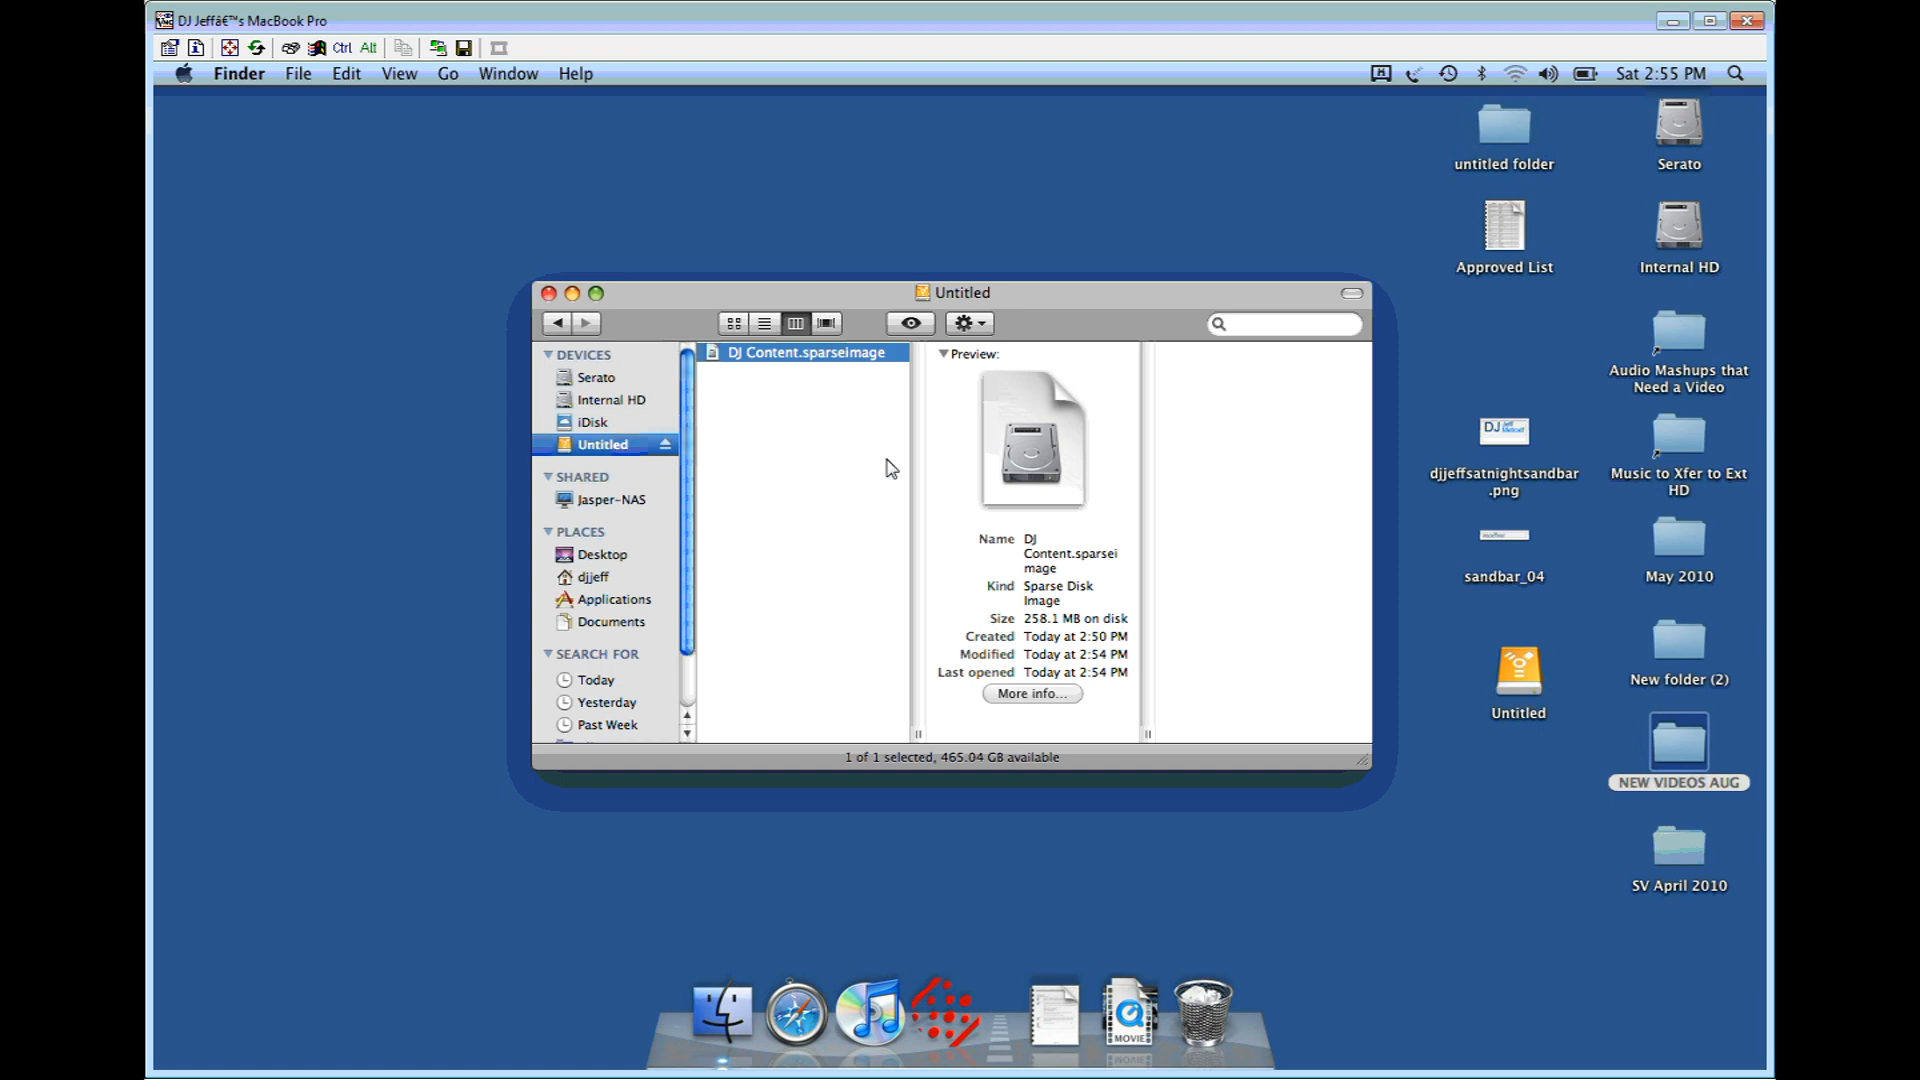 DJ Jeffâ€™s MacBook Pro
Ctrl Alt
Finder File Edit View Go Window Help
Sat 2:55 PM
untitled folder
Serato
Approved List
Internal HD
Audio Mashups that
Need a Video
djjeffsatnightsandbar
.png
Music to Xfer to Ext
HD
sandbar_04
May 2010
Untitled
New folder (2)
NEW VIDEOS AUG
SV April 2010
Untitled
DEVICES
Serato
Internal HD
iDisk
Untitled
SHARED
Jasper-NAS
PLACES
Desktop
djjeff
Applications
Documents
SEARCH FOR
Today
Yesterday
Past Week
DJ Content.sparseimage
Preview:
Name DJ
Content.sparsei
mage
Kind Sparse Disk
Image
Size 258.1 MB on disk
Created Today at 2:50 PM
Modified Today at 2:54 PM
Last opened Today at 2:54 PM
More info...
1 of 1 selected, 465.04 GB available
MOVIE